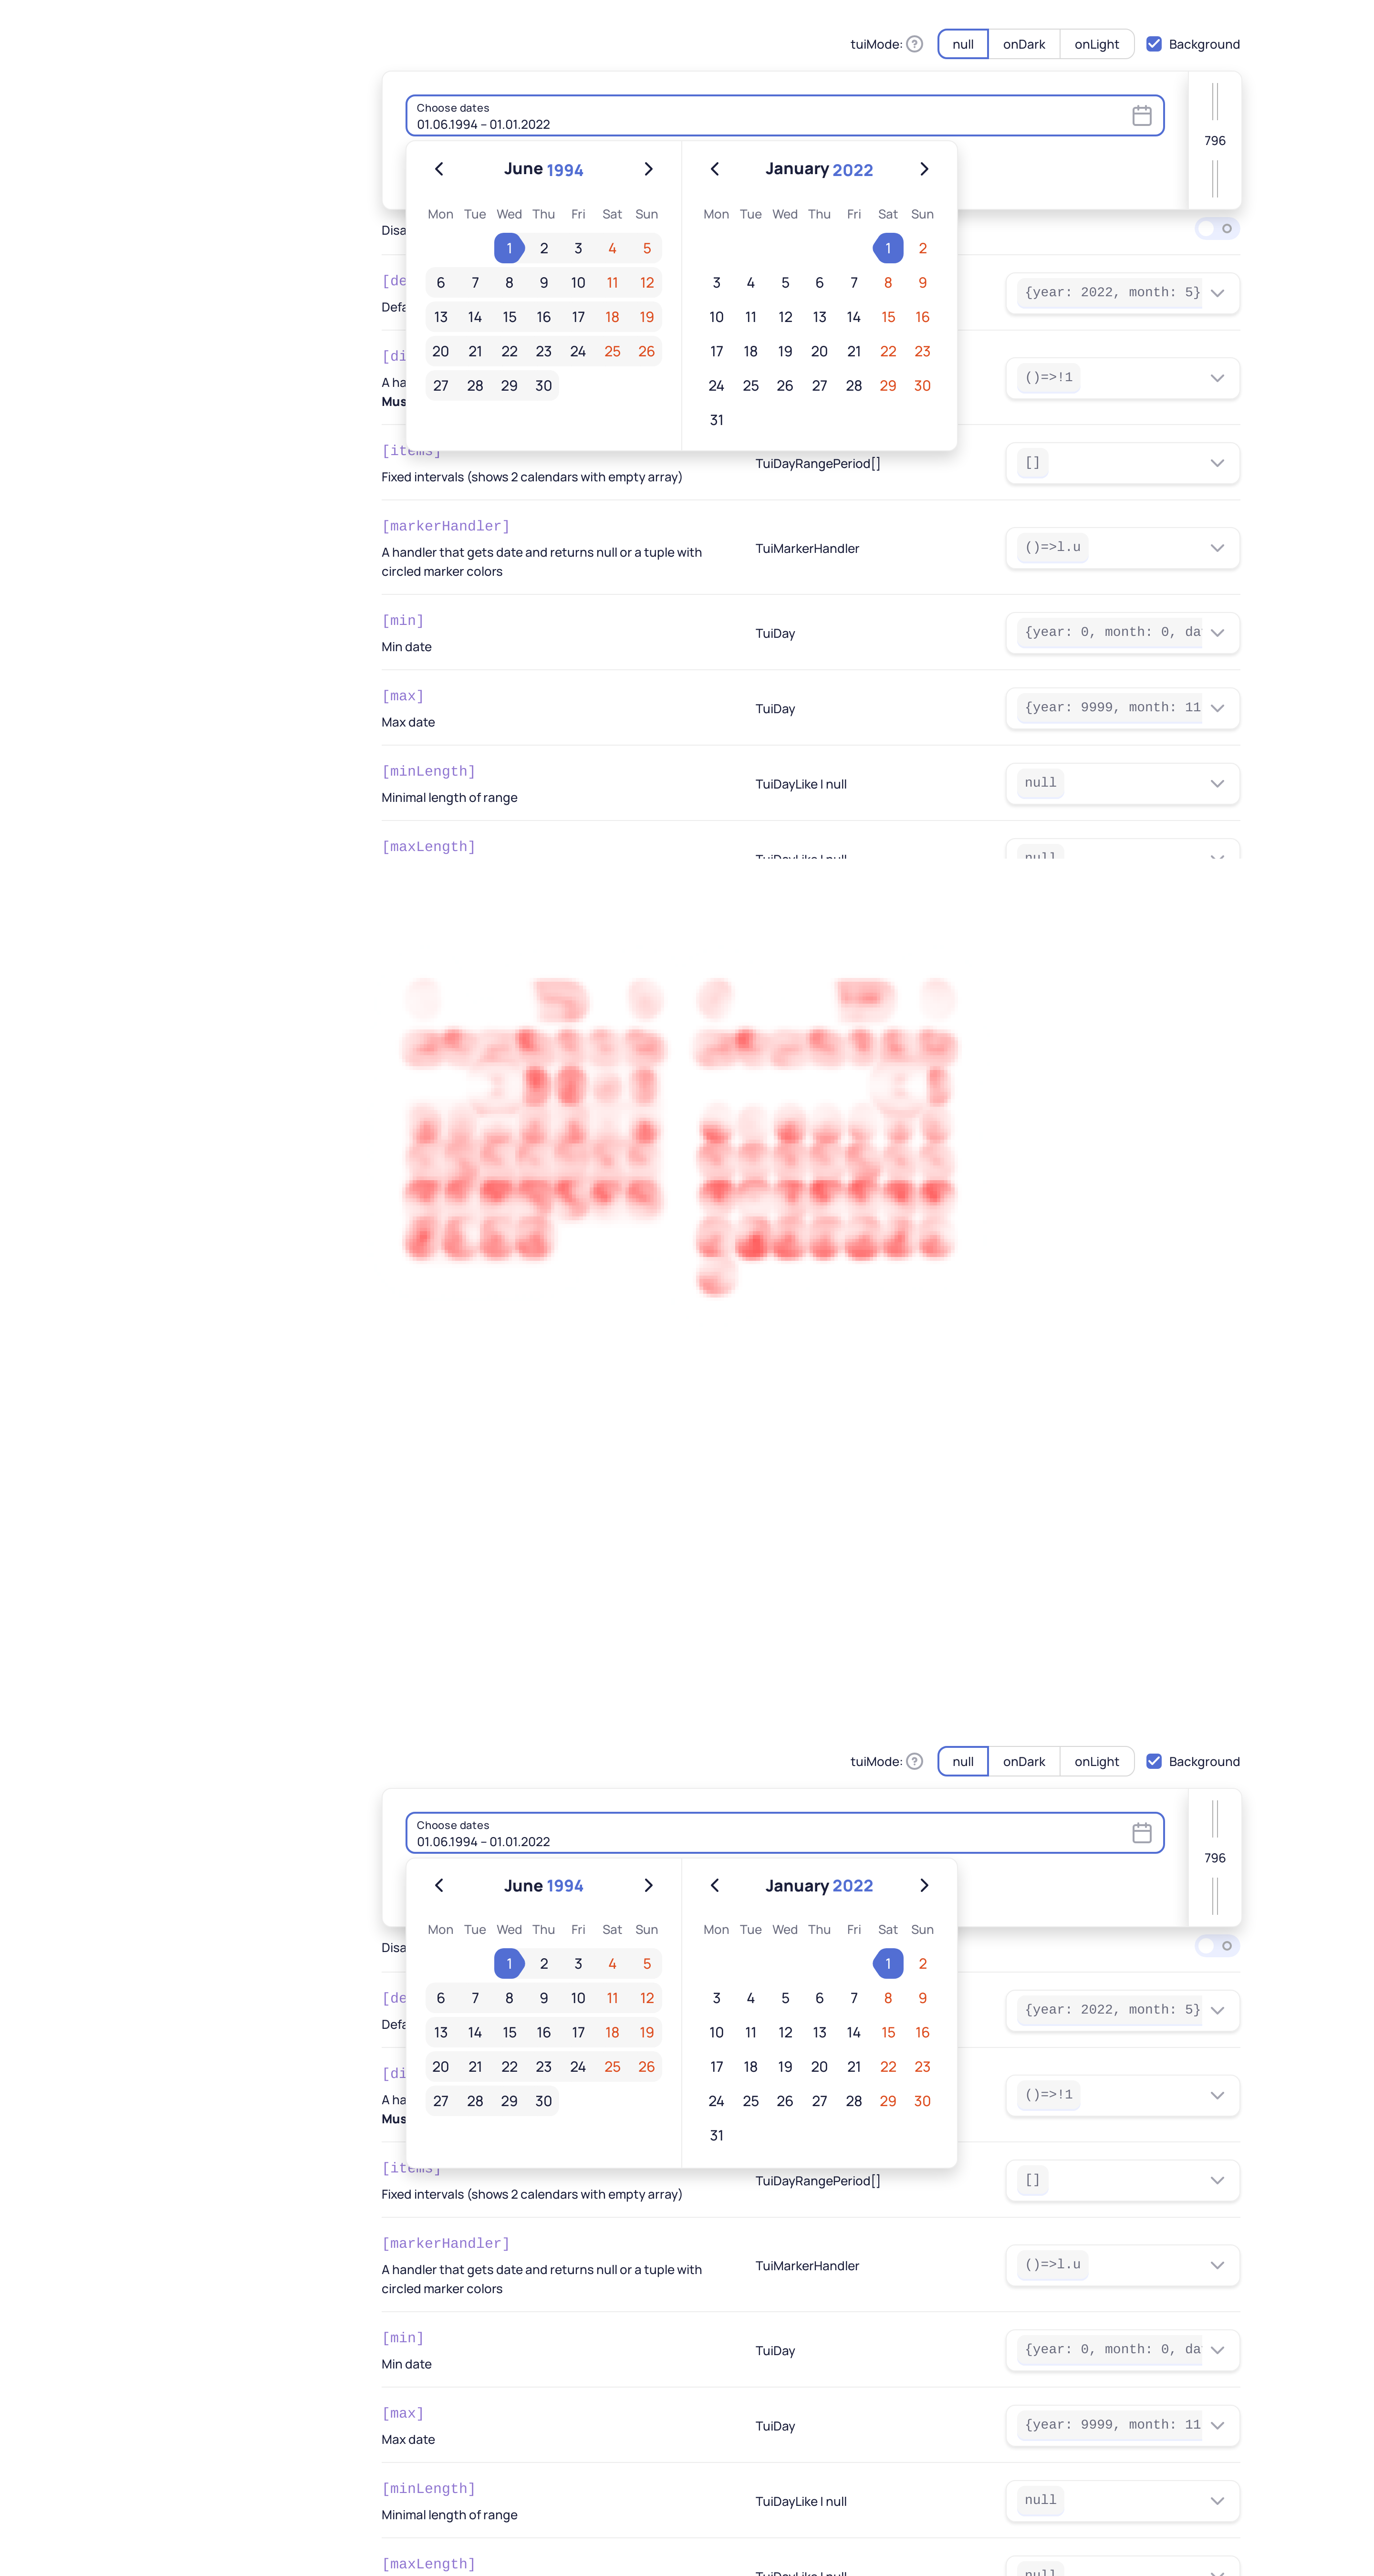 tuiMode: ? null onDark onLight Background
Choose dates
01.06.1994 – 01.01.2022
796
June 1994 January 2022
Mon Tue Wed Thu Fri Sat Sun Mon Tue Wed Thu Fri Sat Sun
1 2 3 4 5 1 2
6 7 8 9 10 11 12 3 4 5 6 7 8 9
13 14 15 16 17 18 19 10 11 12 13 14 15 16
20 21 22 23 24 25 26 17 18 19 20 21 22 23
27 28 29 30 24 25 26 27 28 29 30
31
Disa
[de
Defa
{year: 2022, month: 5}
[di
A ha
Mus
()=>!1
[items]
Fixed intervals (shows 2 calendars with empty array)
TuiDayRangePeriod[]
[]
[markerHandler]
A handler that gets date and returns null or a tuple with
circled marker colors
TuiMarkerHandler
()=>l.u
[min]
Min date
TuiDay
{year: 0, month: 0, da
[max]
Max date
TuiDay
{year: 9999, month: 11
[minLength]
Minimal length of range
TuiDayLike | null
null
[maxLength]
TuiDayLike | null
null
tuiMode: ? null onDark onLight Background
Choose dates
01.06.1994 – 01.01.2022
796
June 1994 January 2022
Mon Tue Wed Thu Fri Sat Sun Mon Tue Wed Thu Fri Sat Sun
1 2 3 4 5 1 2
6 7 8 9 10 11 12 3 4 5 6 7 8 9
13 14 15 16 17 18 19 10 11 12 13 14 15 16
20 21 22 23 24 25 26 17 18 19 20 21 22 23
27 28 29 30 24 25 26 27 28 29 30
31
Disa
[de
Defa
{year: 2022, month: 5}
[di
A ha
Mus
()=>!1
[items]
Fixed intervals (shows 2 calendars with empty array)
TuiDayRangePeriod[]
[]
[markerHandler]
A handler that gets date and returns null or a tuple with
circled marker colors
TuiMarkerHandler
()=>l.u
[min]
Min date
TuiDay
{year: 0, month: 0, da
[max]
Max date
TuiDay
{year: 9999, month: 11
[minLength]
Minimal length of range
TuiDayLike | null
null
[maxLength]
TuiDayLike | null
null